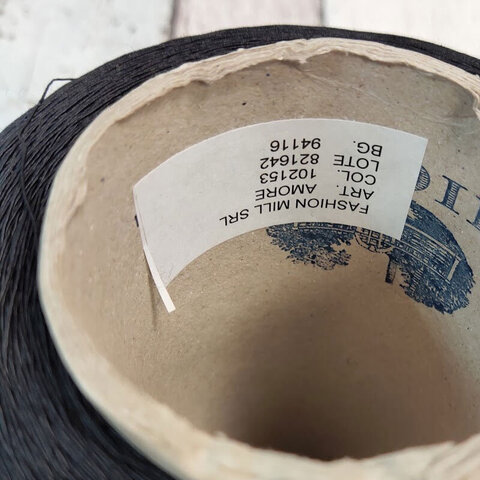 FASHION MILL SRL
ART. AMORE
COL. 102153
LOTE 821642
BG. 94116